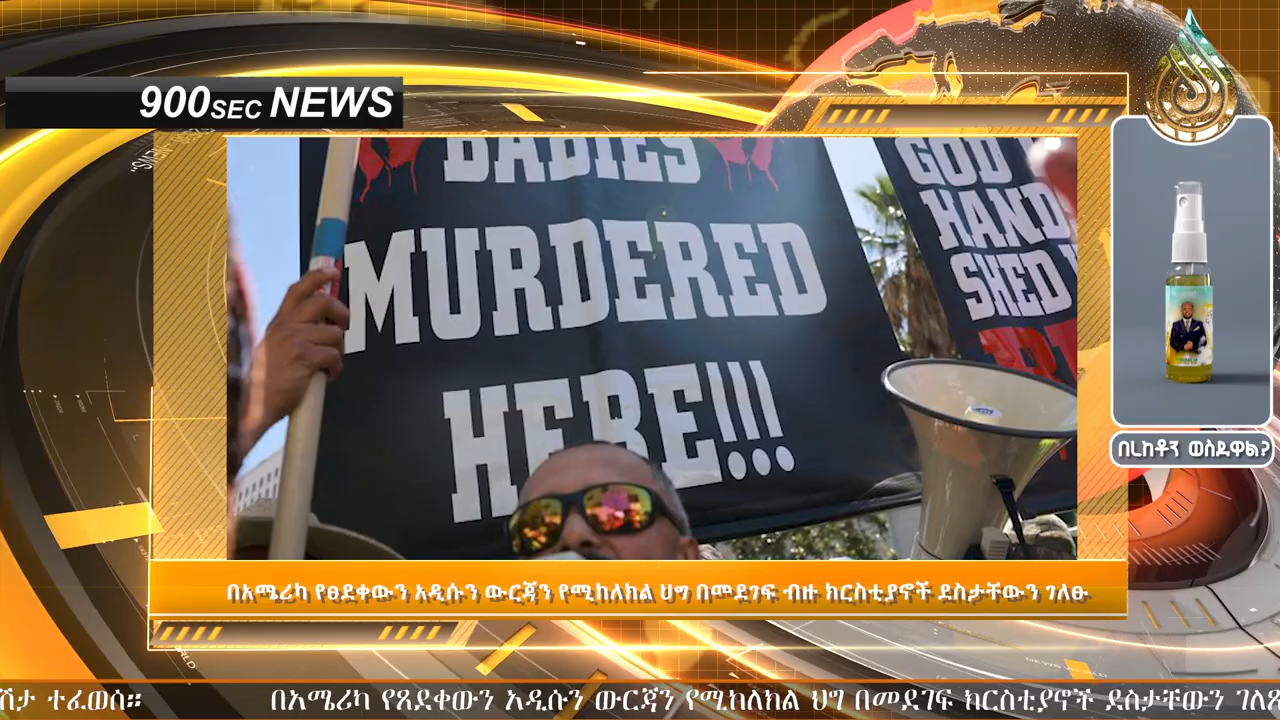 900SEC NEWS
BABIES
MURDERED
HERE!!!
GOD
HAND
SHED
በረከቶን ወስደዋል?
በአሜሪካ የፀደቀውን አዲሱን ውርጃን የሚከለክል ህግ በመደገፍ ብዙ ክርስቲያኖች ደስታቸውን ገለፁ
ሽታ ተፈወሰ። በአሜሪካ የጸደቀውን አዲሱን ውርጃን የሚከለክል ህግ በመደገፍ ክርስቲያኖች ደስታቸውን ገለጸ